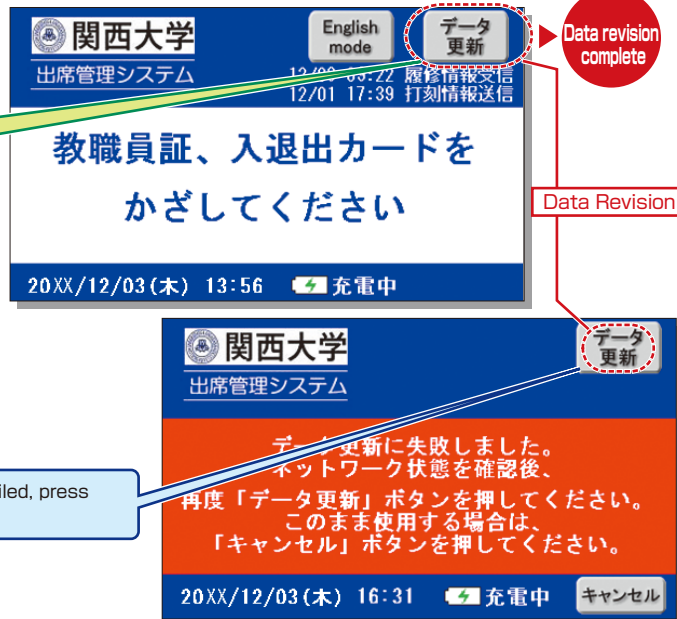 関西大学
出席管理システム
English
mode
データ
更新
Data revision
complete
履修情報受信
12/01 17:39 打刻情報送信
教職員証、入退出カードを
かざしてください
Data Revision
20XX/12/03(木) 13:56 充電中
関西大学
出席管理システム
データ
更新
データ更新に失敗しました。
ネットワーク状態を確認後、
再度「データ更新」ボタンを押してください。
このまま使用する場合は、
「キャンセル」ボタンを押してください。
iled, press
20XX/12/03(木) 16:31 充電中
キャンセル